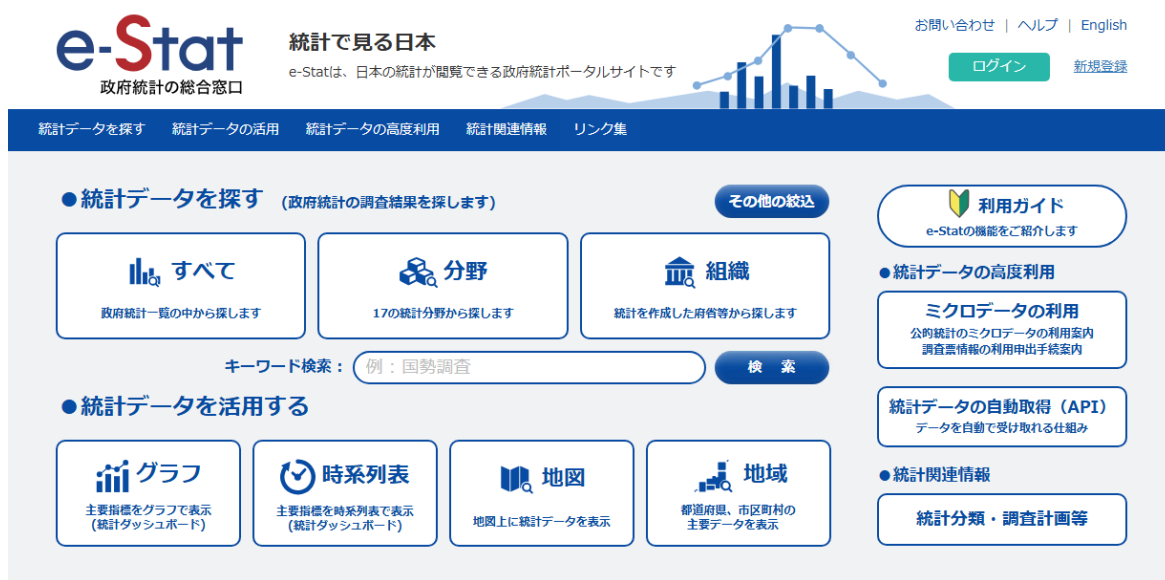 e-Stat
政府統計の総合窓口
統計で見る日本
e-Statは、日本の統計が閲覧できる政府統計ポータルサイトです
お問い合わせ | ヘルプ | English
ログイン
新規登録
統計データを探す 統計データの活用 統計データの高度利用 統計関連情報 リンク集
●統計データを探す (政府統計の調査結果を探します)
その他の絞込
すべて
政府統計一覧の中から探します
分野
17の統計分野から探します
組織
統計を作成した府省等から探します
キーワード検索：
例：国勢調査
検 索
●統計データを活用する
グラフ
主要指標をグラフで表示
(統計ダッシュボード)
時系列表
主要指標を時系列表で表示
(統計ダッシュボード)
地図
地図上に統計データを表示
地域
都道府県、市区町村の
主要データを表示
利用ガイド
e-Statの機能をご紹介します
●統計データの高度利用
ミクロデータの利用
公的統計のミクロデータの利用案内
調査票情報の利用申出手続案内
統計データの自動取得（API）
データを自動で受け取れる仕組み
●統計関連情報
統計分類・調査計画等